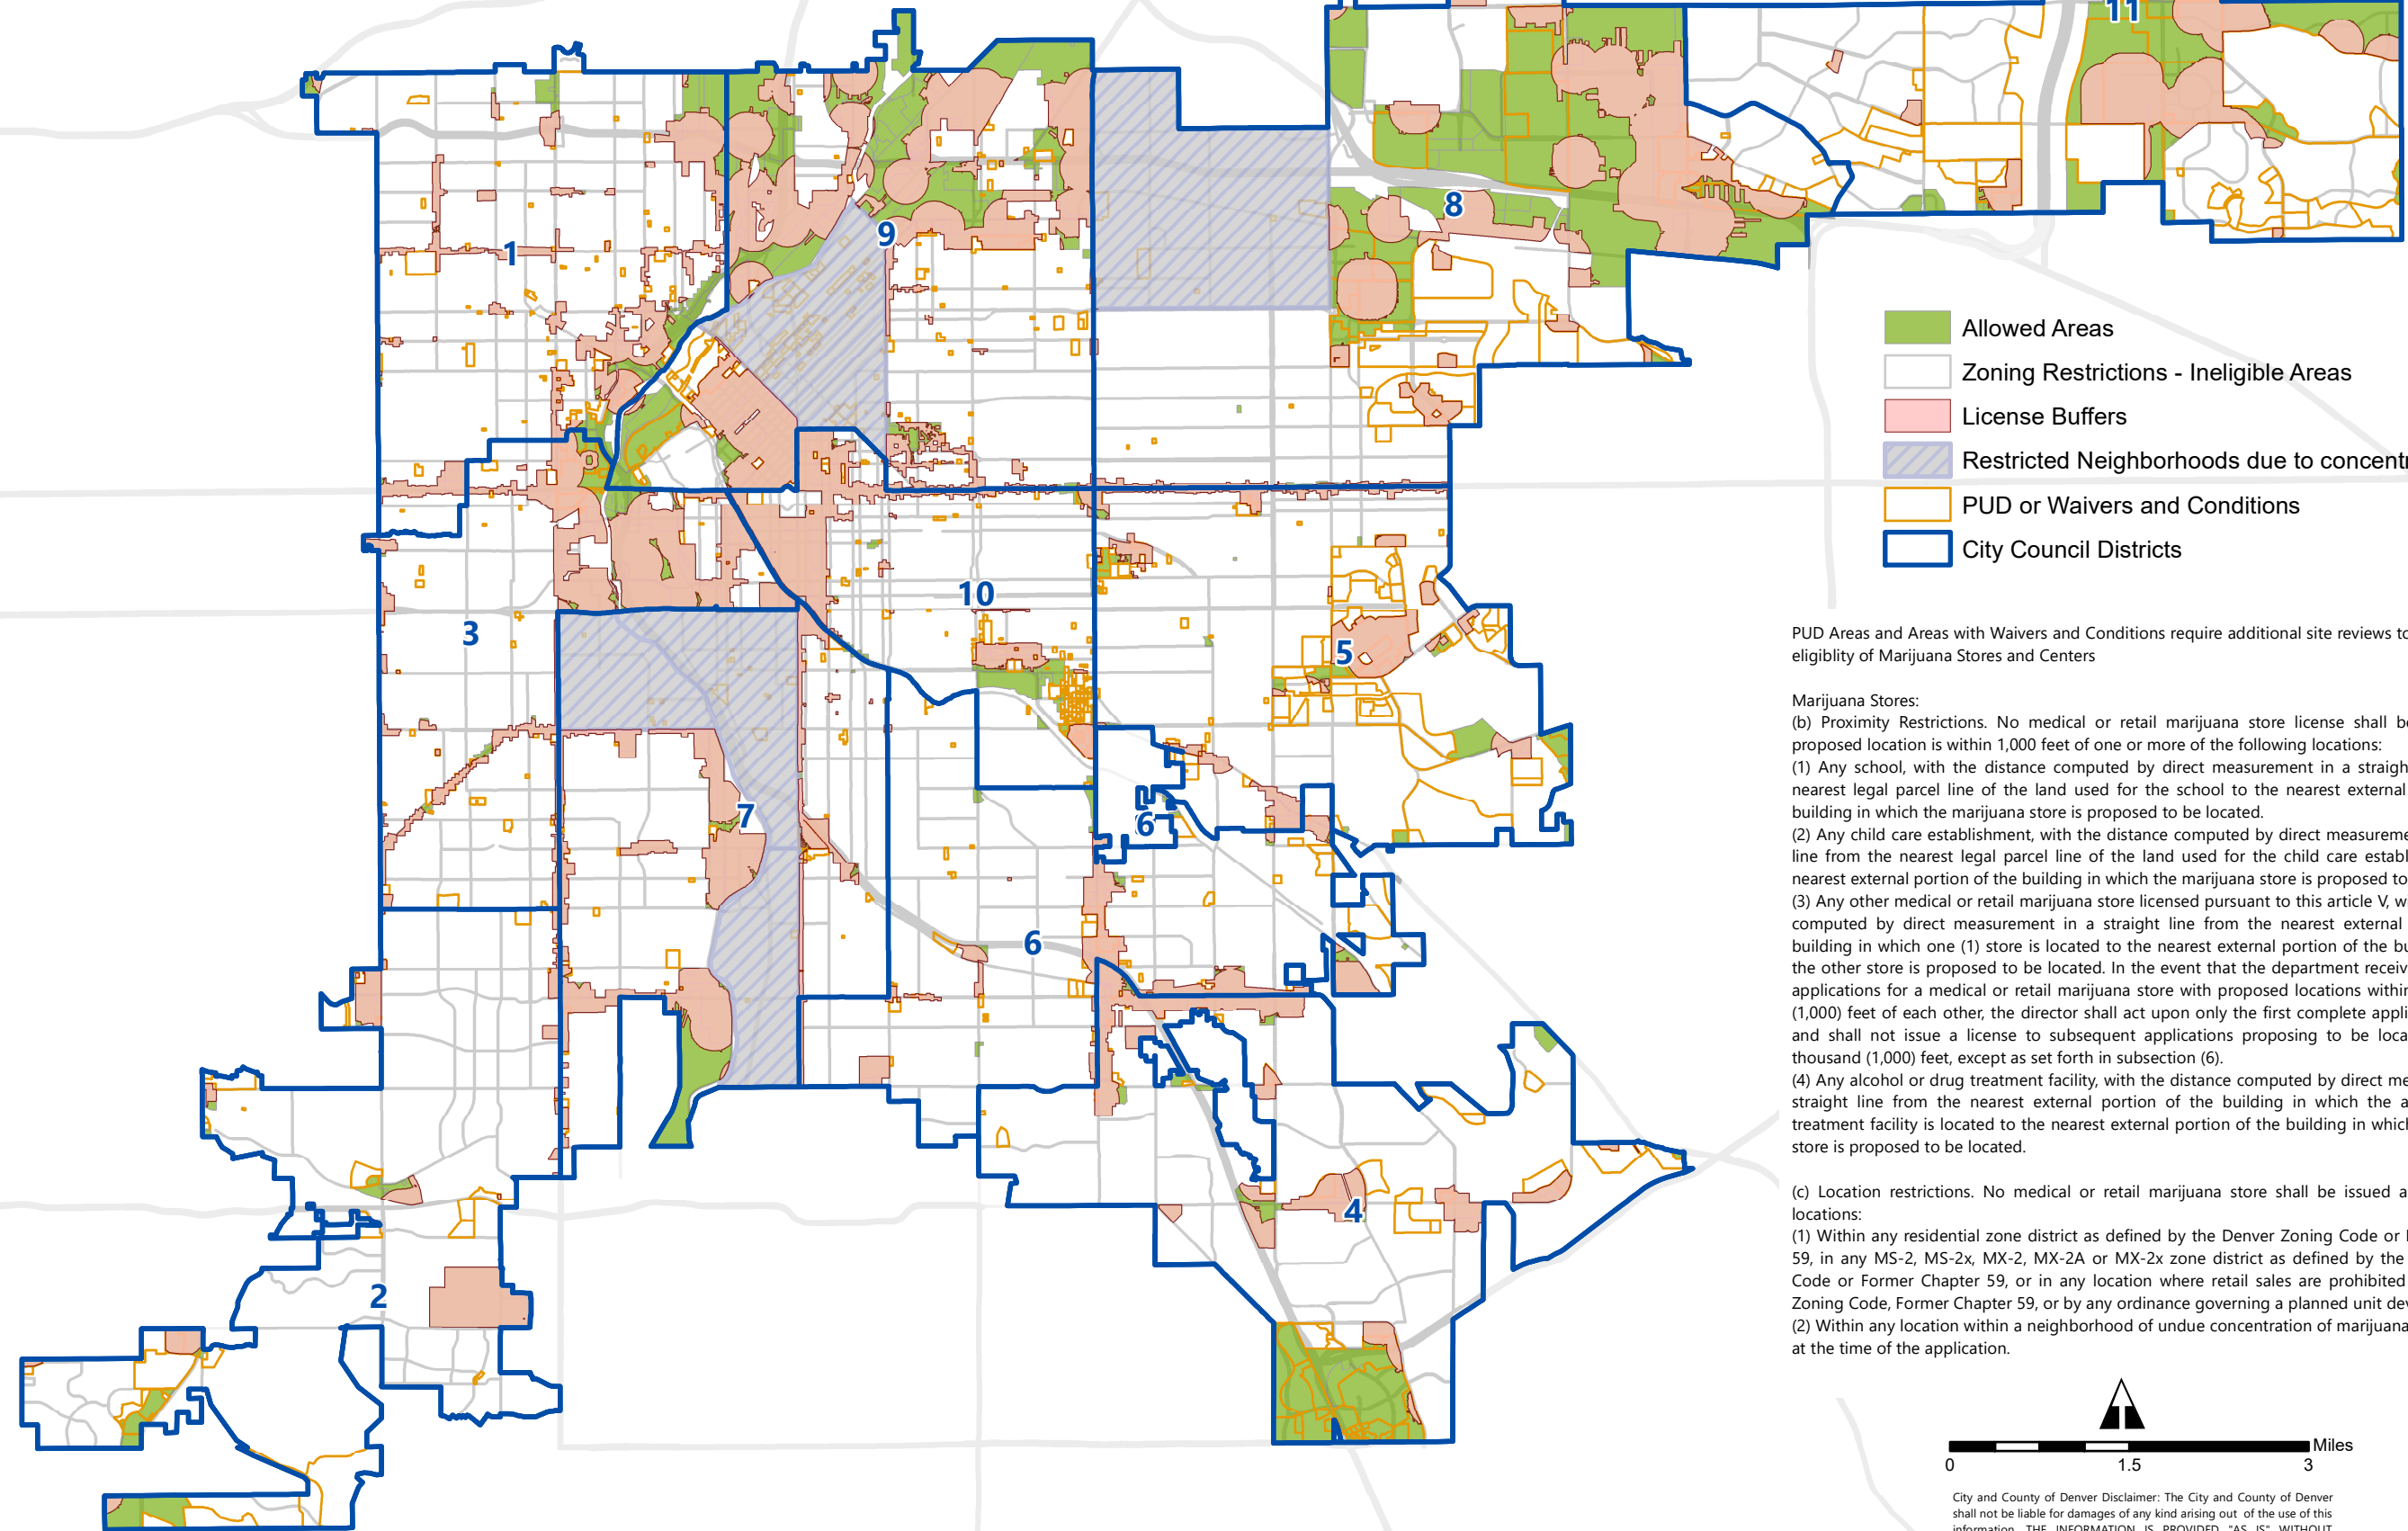 11
8
9
1
Allowed Areas
Zoning Restrictions - Ineligible Areas
License Buffers
Restricted Neighborhoods due to
PUD or Waivers and Conditions
City Council Districts
10
3
5
7
6
6
4
2
PUD Areas and Areas with Waivers and Conditions require additional site reviews to
eligiblity of Marijuana Stores and Centers
Marijuana Stores:
(b) Proximity Restrictions. No medical or retail marijuana store license shall
proposed location is within 1,000 feet of one or more of the following locations:
(1) Any school, with the distance computed by direct measurement in a
nearest legal parcel line of the land used for the school to the nearest external
building in which the marijuana store is proposed to be located.
(2) Any child care establishment, with the distance computed by direct
line from the nearest legal parcel line of the land used for the child care
nearest external portion of the building in which the marijuana store is proposed to
(3) Any other medical or retail marijuana store licensed pursuant to this article V,
computed by direct measurement in a straight line from the nearest external
building in which one (1) store is located to the nearest external portion of the
the other store is proposed to be located. In the event that the department
applications for a medical or retail marijuana store with proposed locations
(1,000) feet of each other, the director shall act upon only the first complete
and shall not issue a license to subsequent applications proposing to be
thousand (1,000) feet, except as set forth in subsection (6).
(4) Any alcohol or drug treatment facility, with the distance computed by direct
straight line from the nearest external portion of the building in which the
treatment facility is located to the nearest external portion of the building in
store is proposed to be located.
(c) Location restrictions. No medical or retail marijuana store shall be issued
locations:
(1) Within any residential zone district as defined by the Denver Zoning Code or
59, in any MS-2, MS-2x, MX-2, MX-2A or MX-2x zone district as defined by the
Code or Former Chapter 59, or in any location where retail sales are prohibited
Zoning Code, Former Chapter 59, or by any ordinance governing a planned unit
(2) Within any location within a neighborhood of undue concentration of marijuana
at the time of the application.
Miles
0 1.5 3
City and County of Denver Disclaimer: The City and County of Denver
shall not be liable for damages of any kind arising out of the use of this
information. THE INFORMATION IS PROVIDED "AS IS" WITHOUT